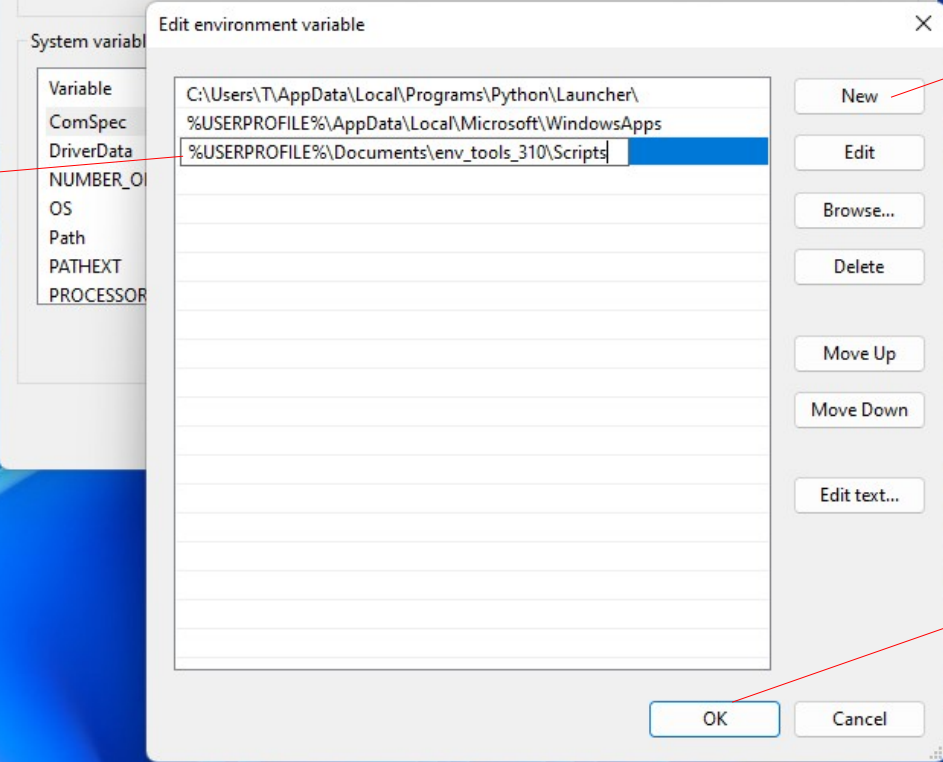 Edit environment variable
System variabl
Variable
ComSpec
DriverData
NUMBER_O
OS
Path
PATHEXT
PROCESSOR
C:\Users\T\AppData\Local\Programs\Python\Launcher\
%USERPROFILE%\AppData\Local\Microsoft\WindowsApps
%USERPROFILE%\Documents\env_tools_310\Scripts
New
Edit
Browse...
Delete
Move Up
Move Down
Edit text...
OK
Cancel